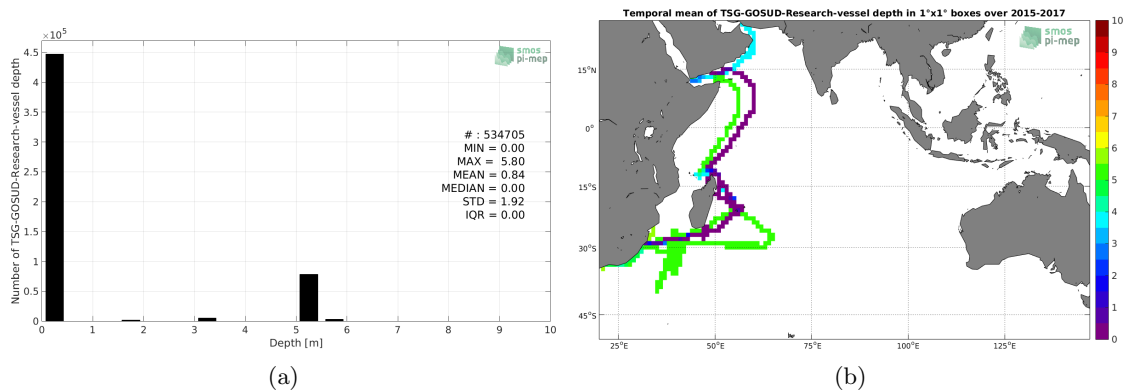 ×10⁵
4.5
4
3.5
3
2.5
2
1.5
1
0.5
0
Number of TSG-GOSUD-Research-vessel depth
smos
pi-mep
# : 534705
MIN = 0.00
MAX = 5.80
MEAN = 0.84
MEDIAN = 0.00
STD = 1.92
IQR = 0.00
0 1 2 3 4 5 6 7 8 9 10
Depth [m]
(a)
Temporal mean of TSG-GOSUD-Research-vessel depth in 1°x1° boxes over 2015-2017
smos
pi-mep
15°N
0°
15°S
30°S
45°S
25°E 50°E 75°E 100°E 125°E
10
9
8
7
6
5
4
3
2
1
0
(b)